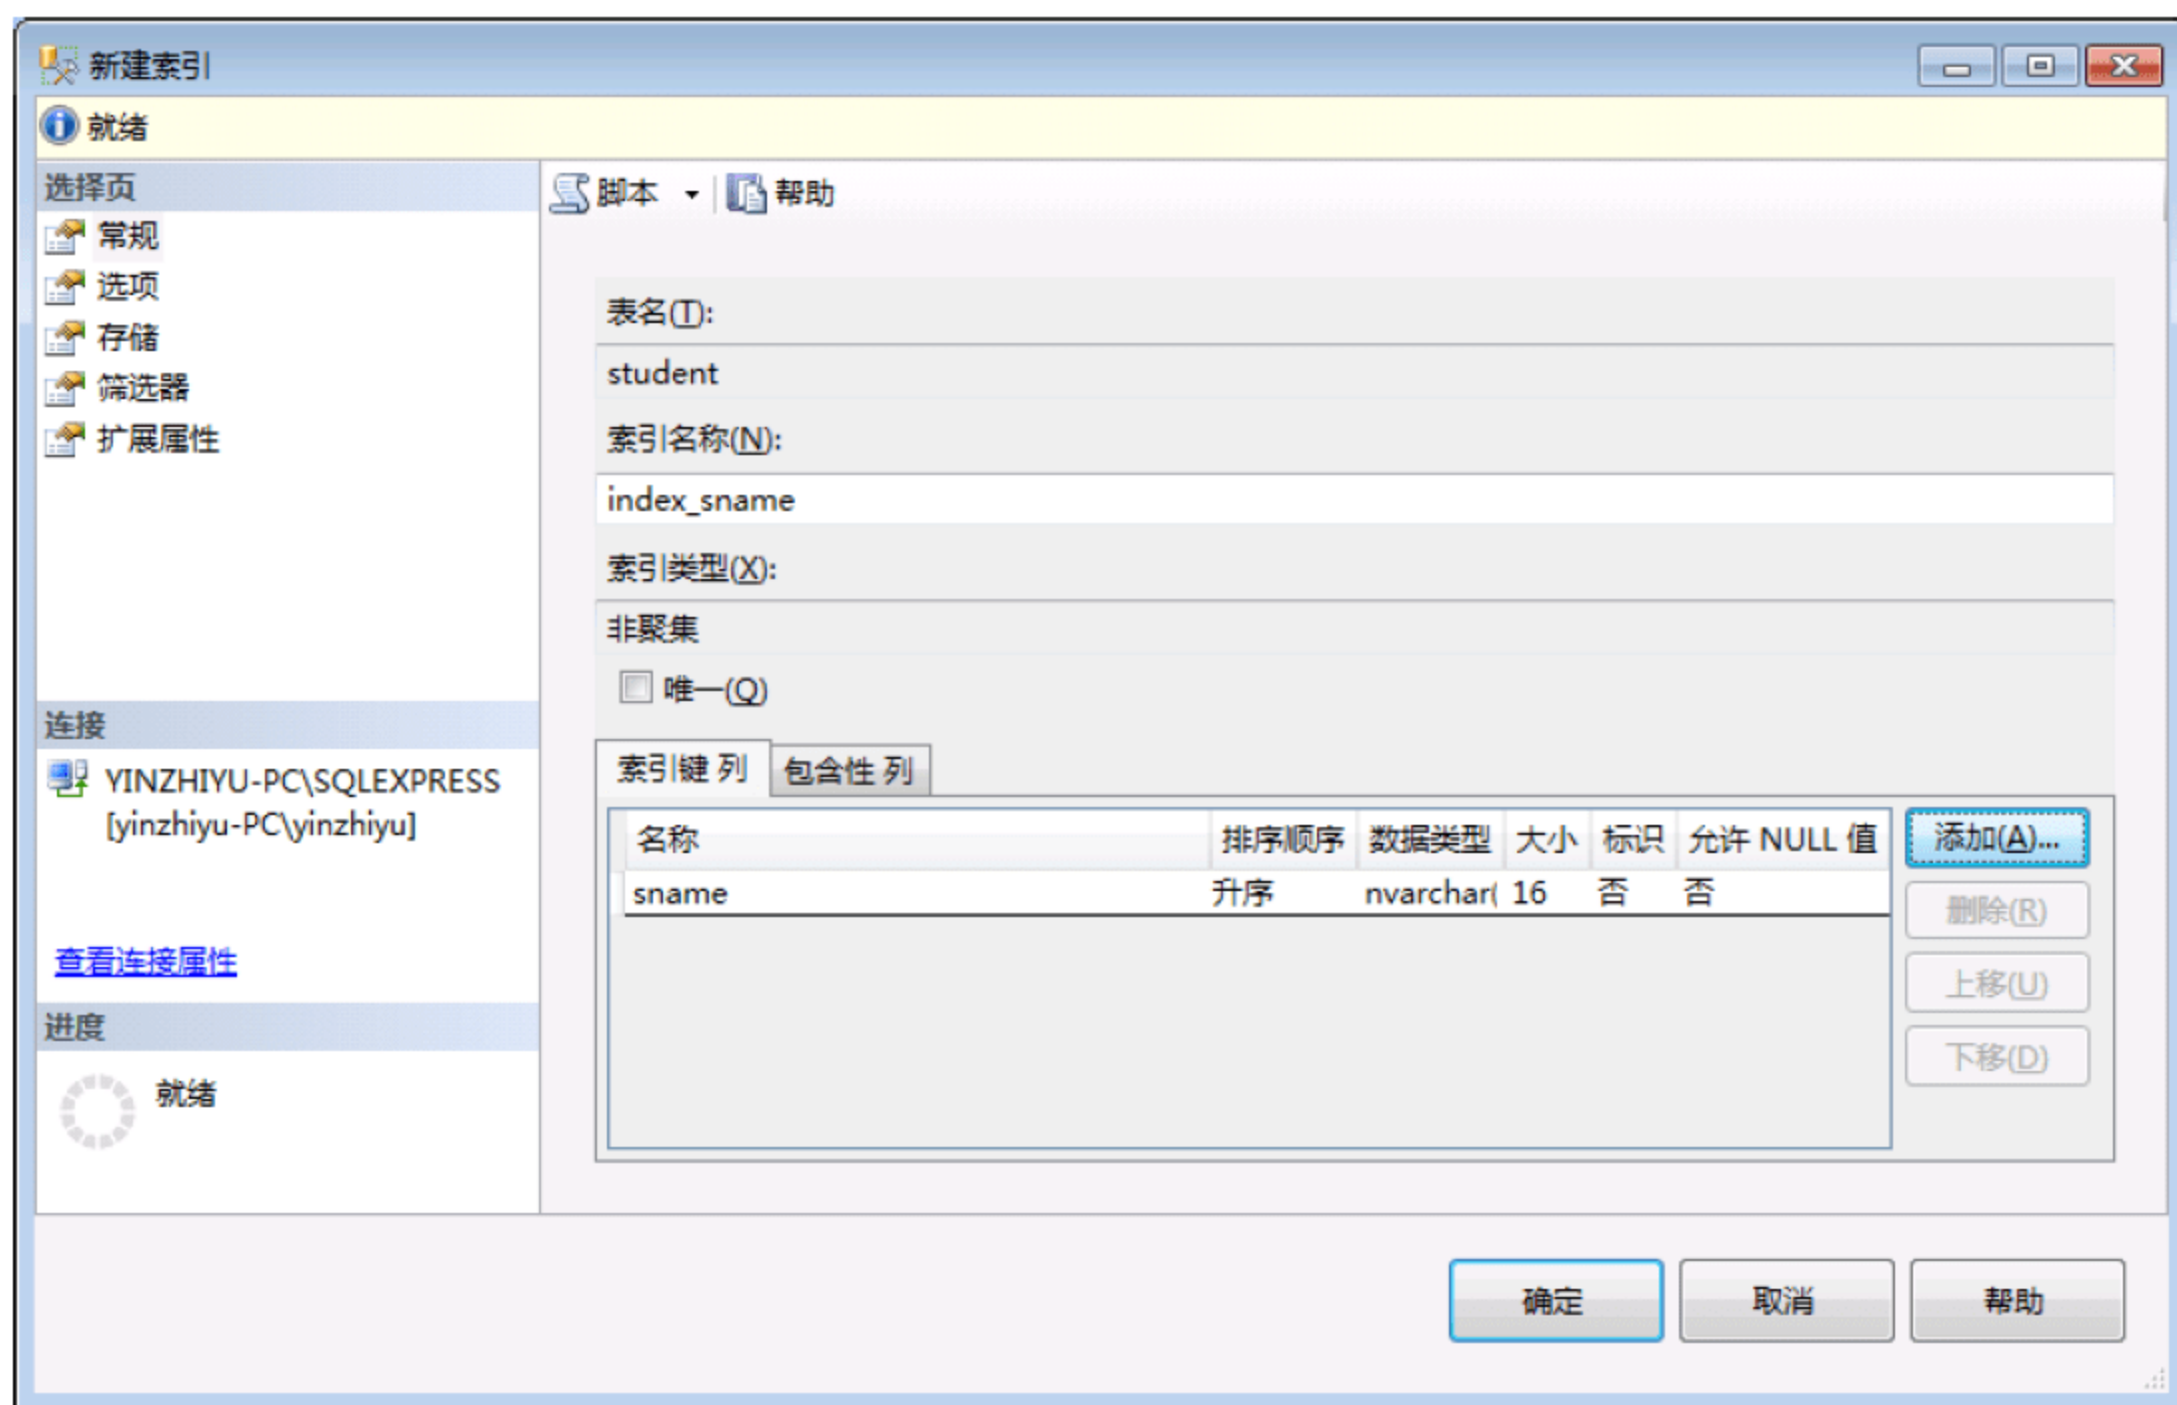 新建索引
就绪
选择页
常规
选项
存储
筛选器
扩展属性
连接
YINZHIYU-PC\SQLEXPRESS
[yinzhiyu-PC\yinzhiyu]
查看连接属性
进度
就绪
脚本 帮助
表名(T):
student
索引名称(N):
index_sname
索引类型(X):
非聚集
唯一(Q)
索引键 列 包含性 列
名称 排序顺序 数据类型 大小 标识 允许 NULL 值
sname 升序 nvarchar( 16 否 否
添加(A)...
删除(R)
上移(U)
下移(D)
确定 取消 帮助